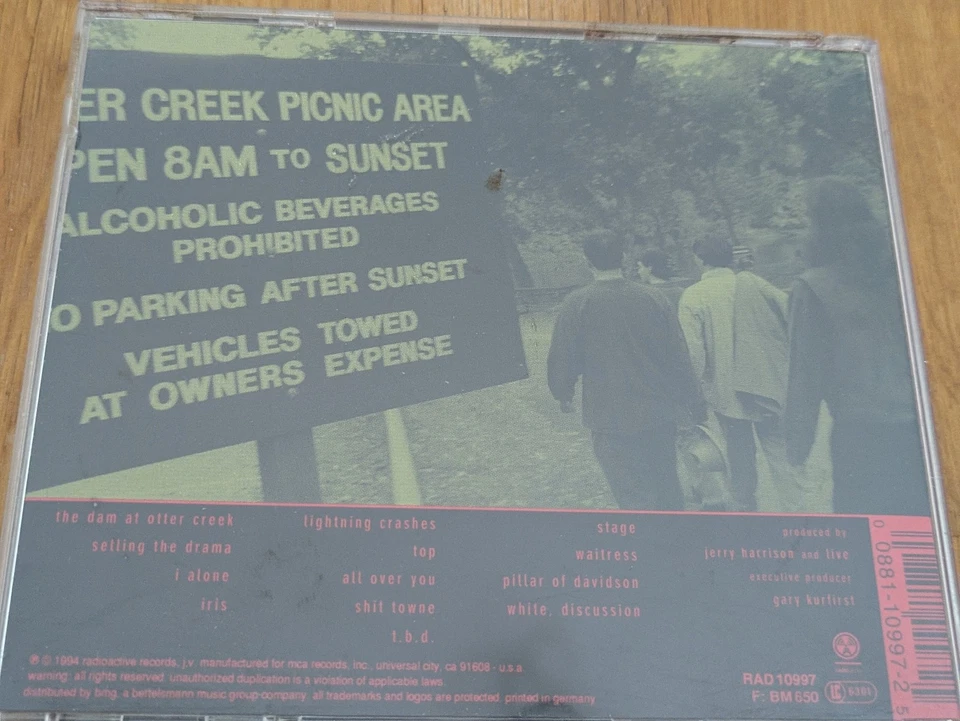 ER CREEK PICNIC AREA
PEN 8AM TO SUNSET
ALCOHOLIC BEVERAGES
PROHIBITED
O PARKING AFTER SUNSET
VEHICLES TOWED
AT OWNERS EXPENSE
the dam at otter creek
selling the drama
i alone
iris
lightning crashes
top
all over you
shit towne
t.b.d.
stage
waitress
pillar of davidson
white, discussion
produced by
jerry harrison and live
executive producer
gary kurfirst
℗ © 1994 radioactive records, j.v. manufactured for mca records, inc., universal city, ca 91608 - u.s.a
warning: all rights reserved. unauthorized duplication is a violation of applicable laws.
distributed by bmg. a bertelsmann music group company. all trademarks and logos are protected. printed in germany
RAD 10997
F: BM 650
6301
0 0881-10997-2 5